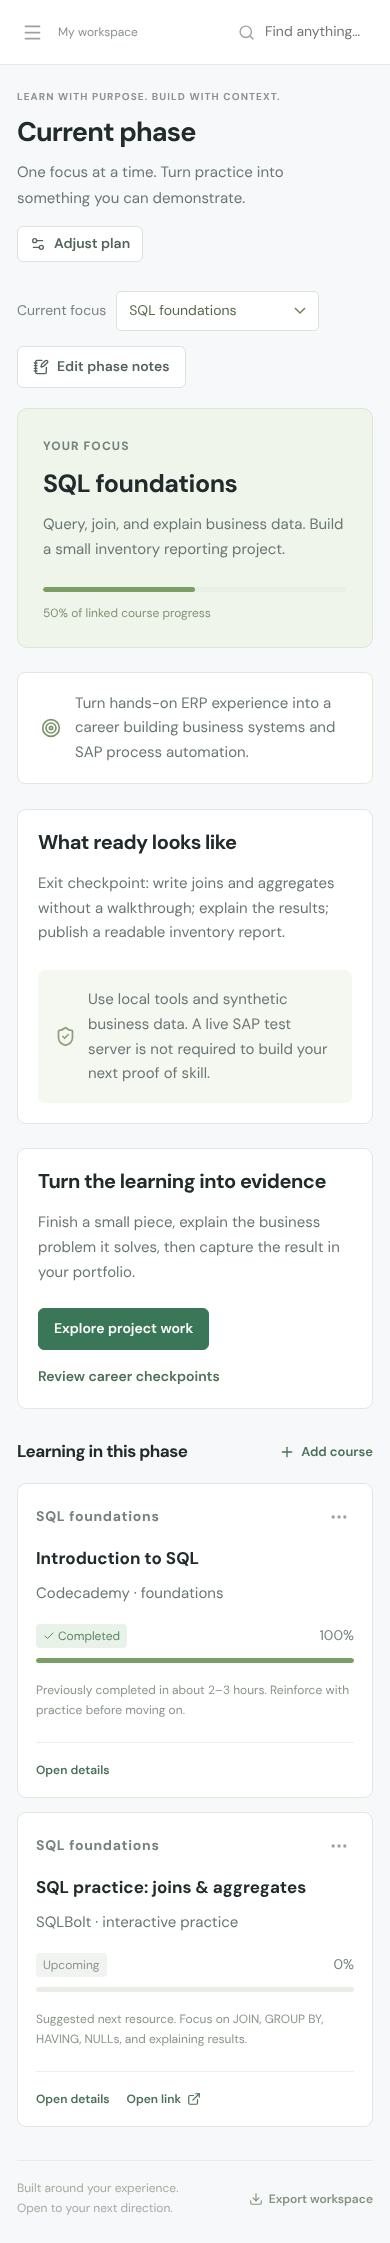 My workspace
Find anything...
LEARN WITH PURPOSE. BUILD WITH CONTEXT.
Current phase
One focus at a time. Turn practice into
something you can demonstrate.
Adjust plan
Current focus
SQL foundations
Edit phase notes
YOUR FOCUS
SQL foundations
Query, join, and explain business data. Build
a small inventory reporting project.
50% of linked course progress
Turn hands-on ERP experience into a
career building business systems and
SAP process automation.
What ready looks like
Exit checkpoint: write joins and aggregates
without a walkthrough; explain the results;
publish a readable inventory report.
Use local tools and synthetic
business data. A live SAP test
server is not required to build your
next proof of skill.
Turn the learning into evidence
Finish a small piece, explain the business
problem it solves, then capture the result in
your portfolio.
Explore project work
Review career checkpoints
Learning in this phase
Add course
SQL foundations
Introduction to SQL
Codecademy · foundations
Completed
100%
Previously completed in about 2–3 hours. Reinforce with
practice before moving on.
Open details
SQL foundations
SQL practice: joins & aggregates
SQLBolt · interactive practice
Upcoming
0%
Suggested next resource. Focus on JOIN, GROUP BY,
HAVING, NULLs, and explaining results.
Open details
Open link
Built around your experience.
Open to your next direction.
Export workspace